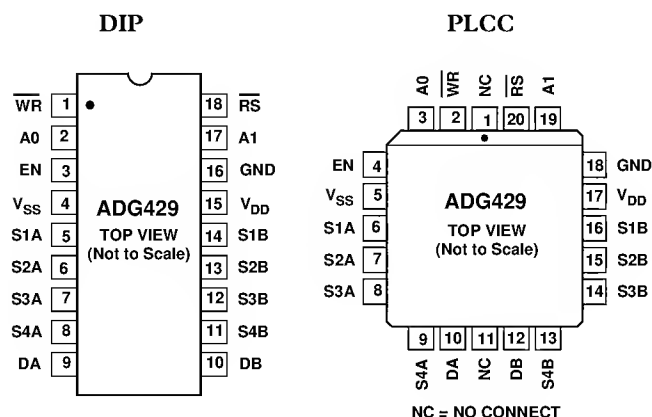 DIP
WR 1 18 RS
A0 2 17 A1
EN 3 16 GND
VSS 4 15 VDD
S1A 5 14 S1B
S2A 6 13 S2B
S3A 7 12 S3B
S4A 8 11 S4B
DA 9 10 DB
ADG429
TOP VIEW
(Not to Scale)
PLCC
A0 WR NC RS A1
3 2 1 20 19
EN 4 18 GND
VSS 5 17 VDD
S1A 6 16 S1B
S2A 7 15 S2B
S3A 8 14 S3B
ADG429
TOP VIEW
(Not to Scale)
9 10 11 12 13
S4A DA NC DB S4B
NC = NO CONNECT